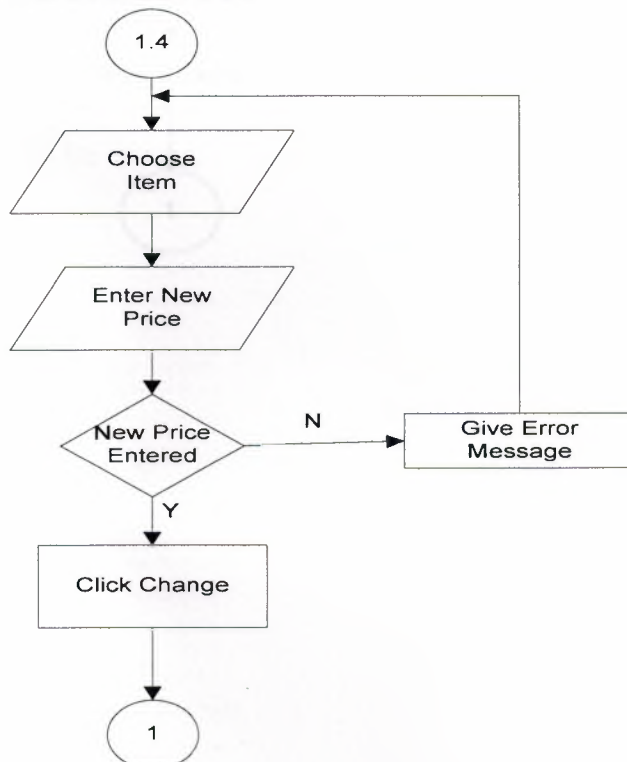 1.4
Choose
Item
Enter New
Price
New Price
Entered
N
Give Error
Message
Y
Click Change
1